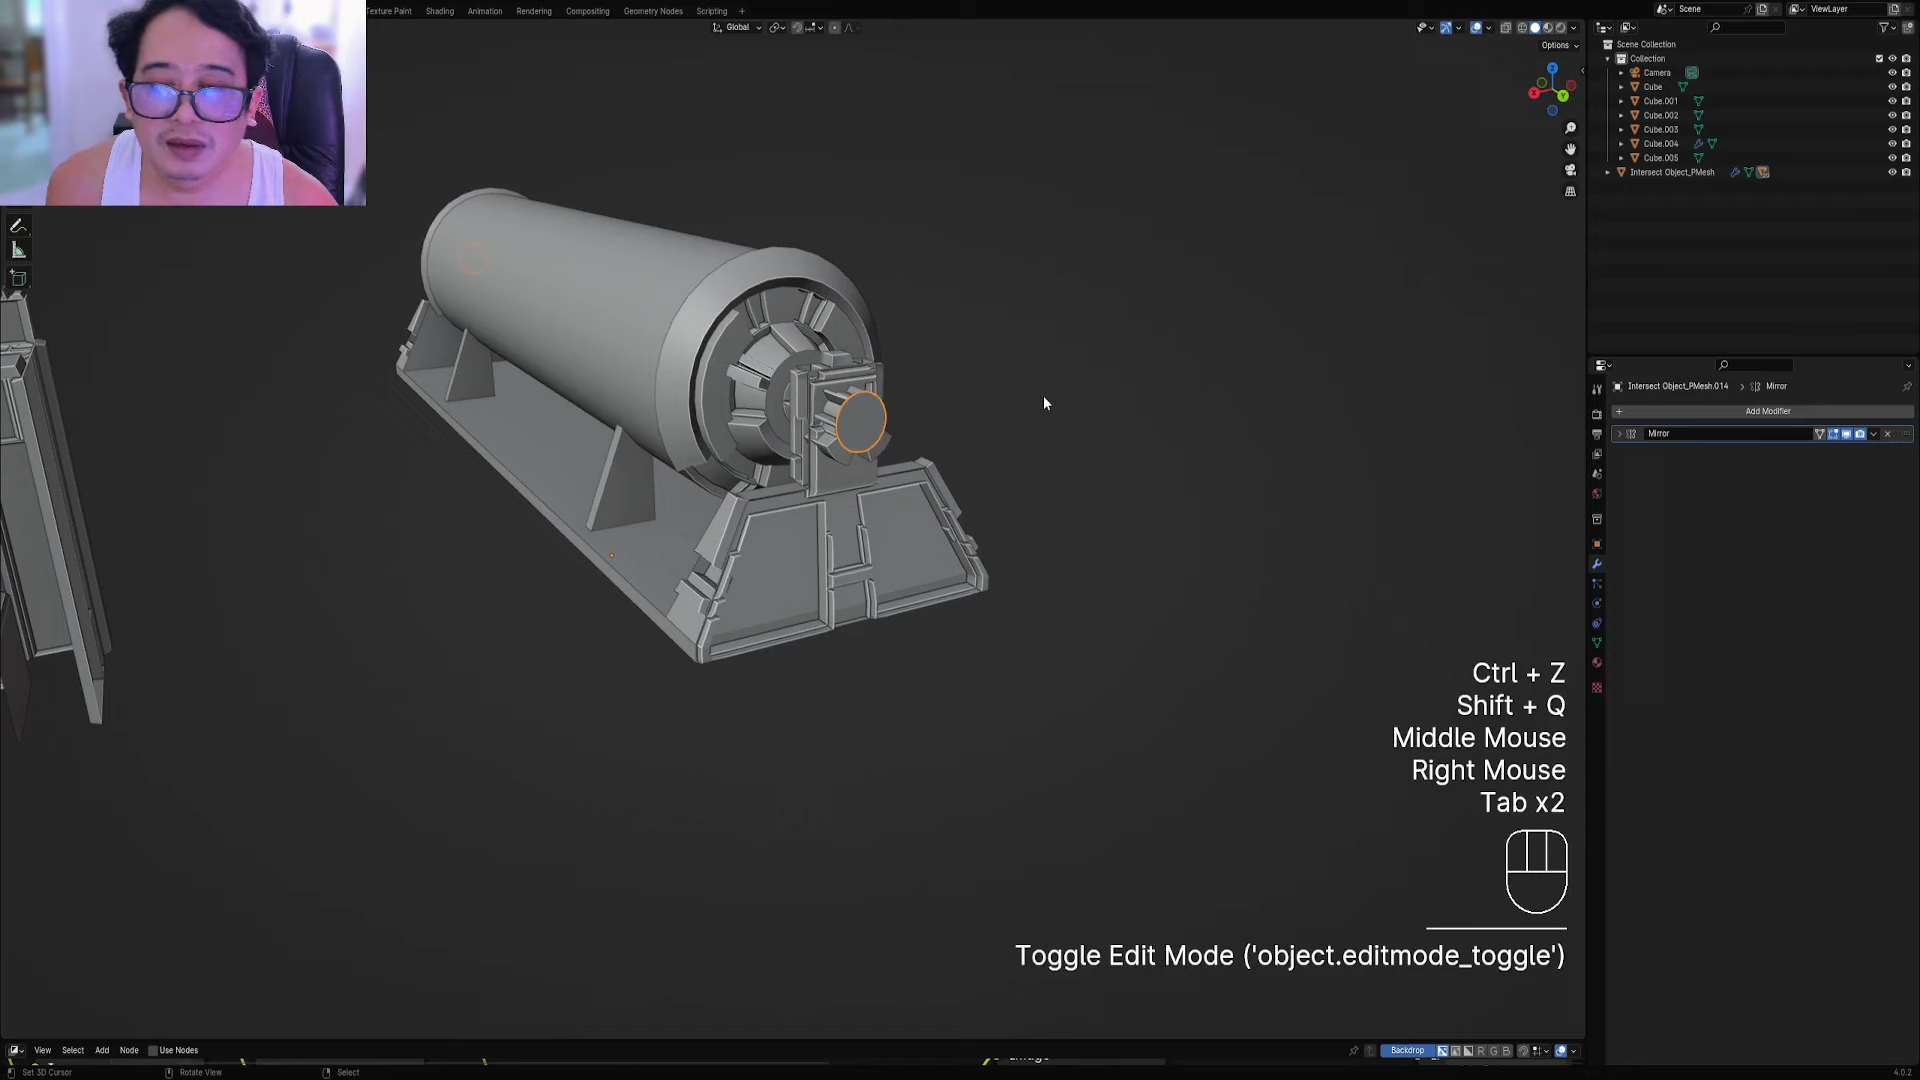 Texture Paint Shading Animation Rendering Compositing Geometry Nodes Scripting +
Scene
ViewLayer
Global
Options
Scene Collection
Collection
Camera
Cube
Cube.001
Cube.002
Cube.003
Cube.004
Cube.005
Intersect Object_PMesh
Z
X
Y
Intersect Object_PMesh.014 > Mirror
+ Add Modifier
Mirror
Ctrl + Z
Shift + Q
Middle Mouse
Right Mouse
Tab x2
Toggle Edit Mode ('object.editmode_toggle')
View Select Add Node Use Nodes
Backdrop
R G B
Set 3D Cursor Rotate View Select
4.0.2